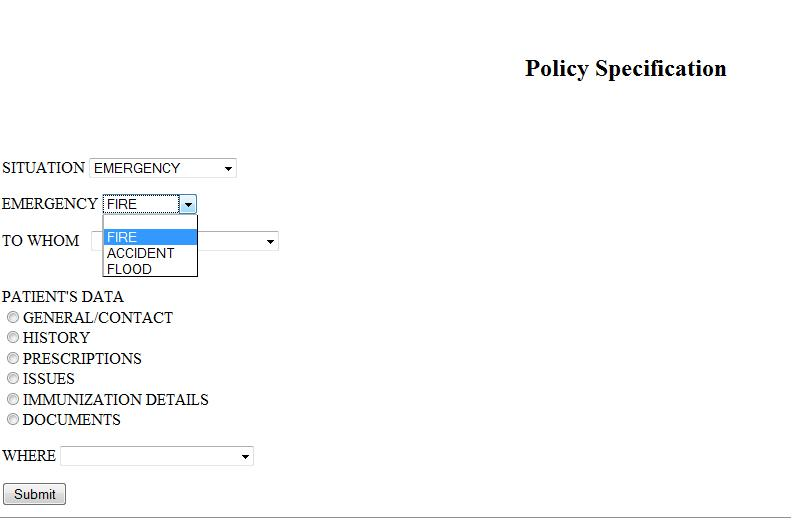 Policy Specification
SITUATION EMERGENCY
EMERGENCY FIRE
FIRE
TO WHOM
ACCIDENT
FLOOD
PATIENT'S DATA
GENERAL/CONTACT
HISTORY
PRESCRIPTIONS
ISSUES
IMMUNIZATION DETAILS
DOCUMENTS
WHERE
Submit